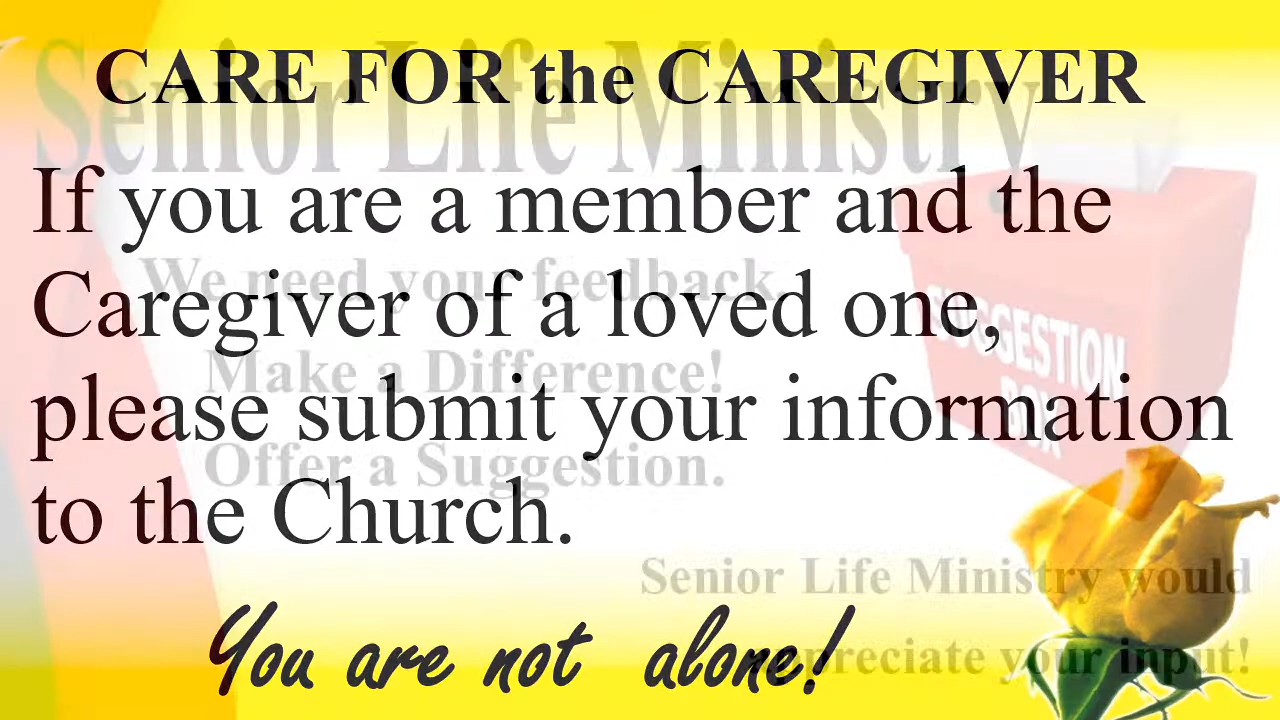 CARE FOR the CAREGIVER
Senior Life Ministry
If you are a member and the
We need your feedback.
Caregiver of a loved one,
Make a Difference!
SUGGESTION
BOX
please submit your information
Offer a Suggestion.
to the Church.
Senior Life Ministry would
You are not alone!
appreciate your input!